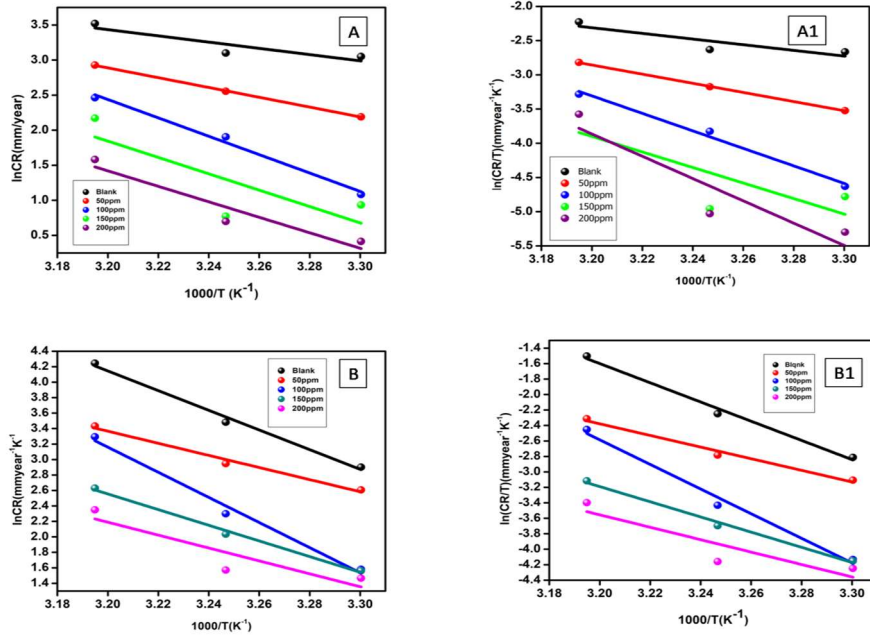 A
lnCR(mm/year)
3.5
3.0
2.5
2.0
1.5
1.0
0.5
Blank
50ppm
100ppm
150ppm
200ppm
3.18 3.20 3.22 3.24 3.26 3.28 3.30
1000/T (K⁻¹)
A1
ln(CR/T)(mmyear⁻¹K⁻¹)
-2.0
-2.5
-3.0
-3.5
-4.0
-4.5
-5.0
-5.5
Blank
50ppm
100ppm
150ppm
200ppm
3.18 3.20 3.22 3.24 3.26 3.28 3.30
1000/T(K⁻¹)
B
lnCR(mmyear⁻¹K⁻¹)
4.4
4.2
4.0
3.8
3.6
3.4
3.2
3.0
2.8
2.6
2.4
2.2
2.0
1.8
1.6
1.4
Blank
50ppm
100ppm
150ppm
200ppm
3.18 3.20 3.22 3.24 3.26 3.28 3.30
1000/T(K⁻¹)
B1
ln(CR/T)(mmyear⁻¹K⁻¹)
-1.4
-1.6
-1.8
-2.0
-2.2
-2.4
-2.6
-2.8
-3.0
-3.2
-3.4
-3.6
-3.8
-4.0
-4.2
-4.4
Blqnk
50ppm
100ppm
150ppm
200ppm
3.18 3.20 3.22 3.24 3.26 3.28 3.30
1000/T(K⁻¹)